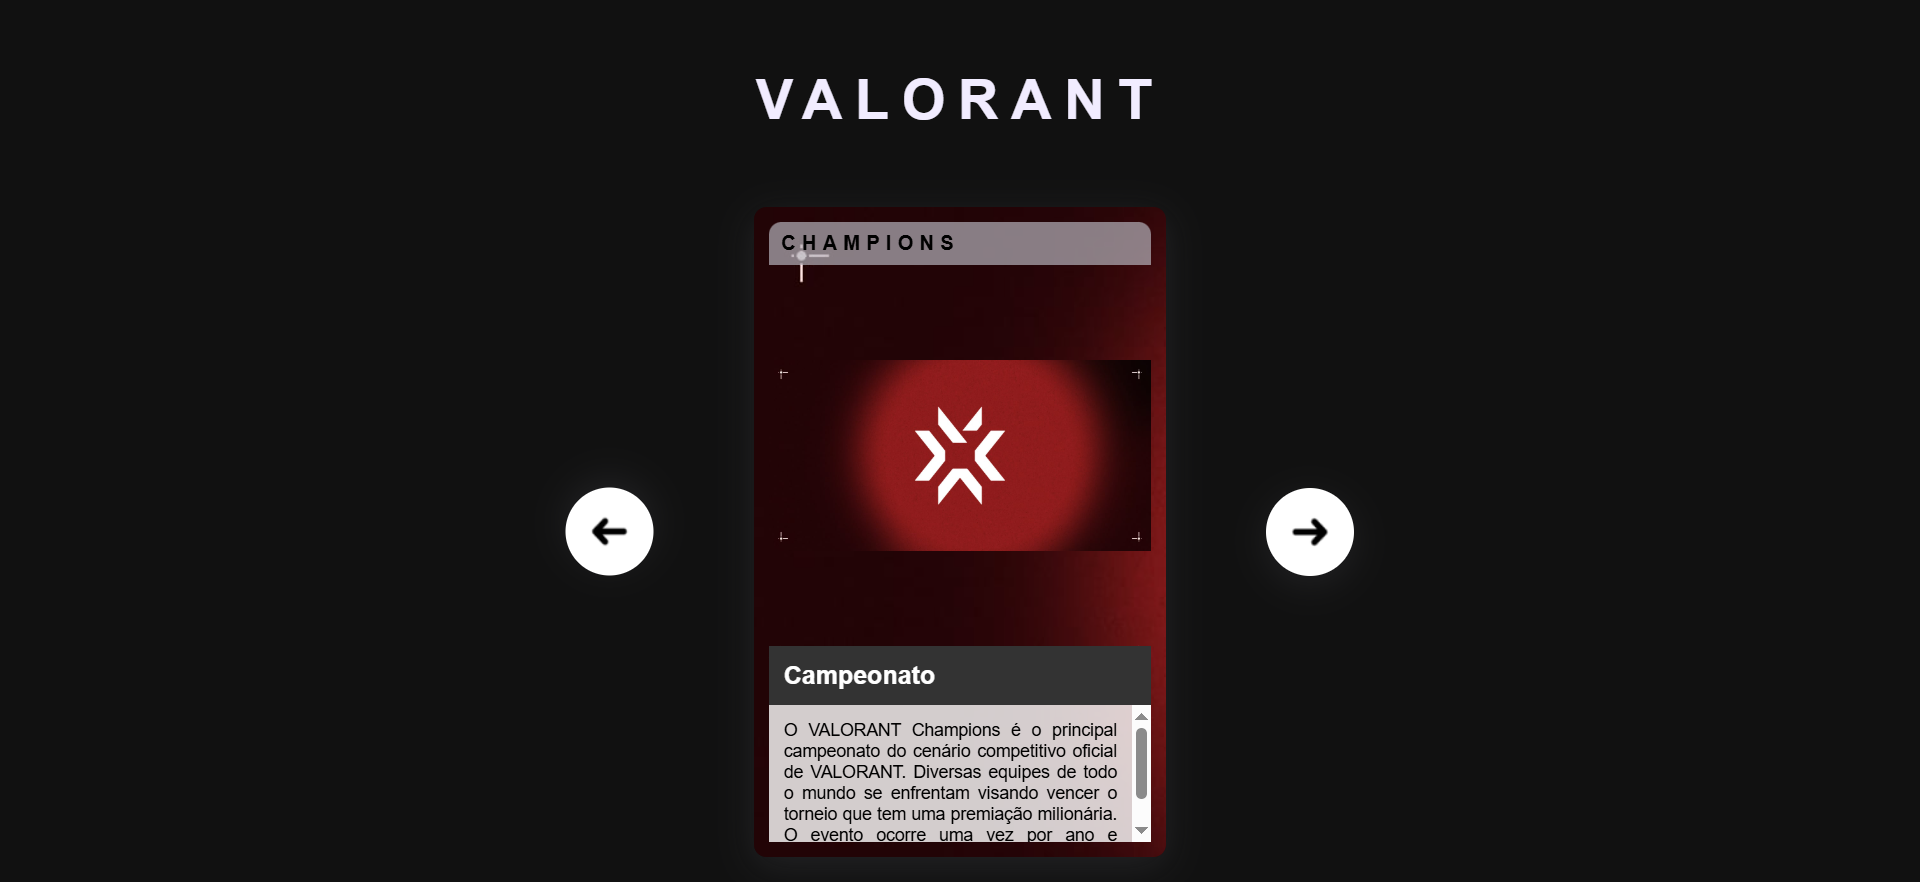 VALORANT
CHAMPIONS
Campeonato
O VALORANT Champions é o principal
campeonato do cenário competitivo oficial
de VALORANT. Diversas equipes de todo
o mundo se enfrentam visando vencer o
torneio que tem uma premiação milionária.
O evento ocorre uma vez por ano e